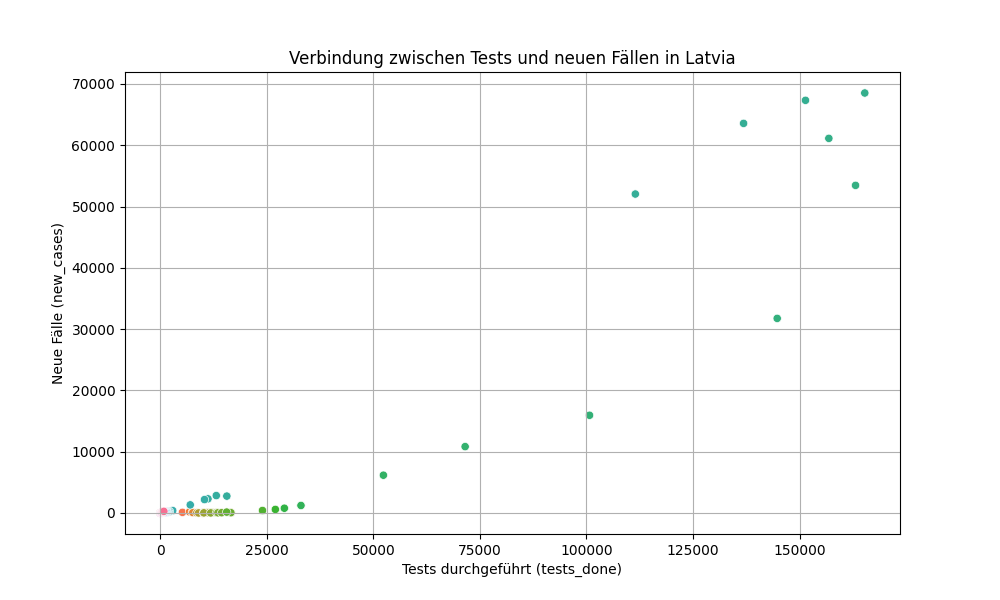 Verbindung zwischen Tests und neuen Fällen in Latvia
70000
60000
50000
40000
30000
20000
10000
0
Neue Fälle (new_cases)
0 25000 50000 75000 100000 125000 150000
Tests durchgeführt (tests_done)